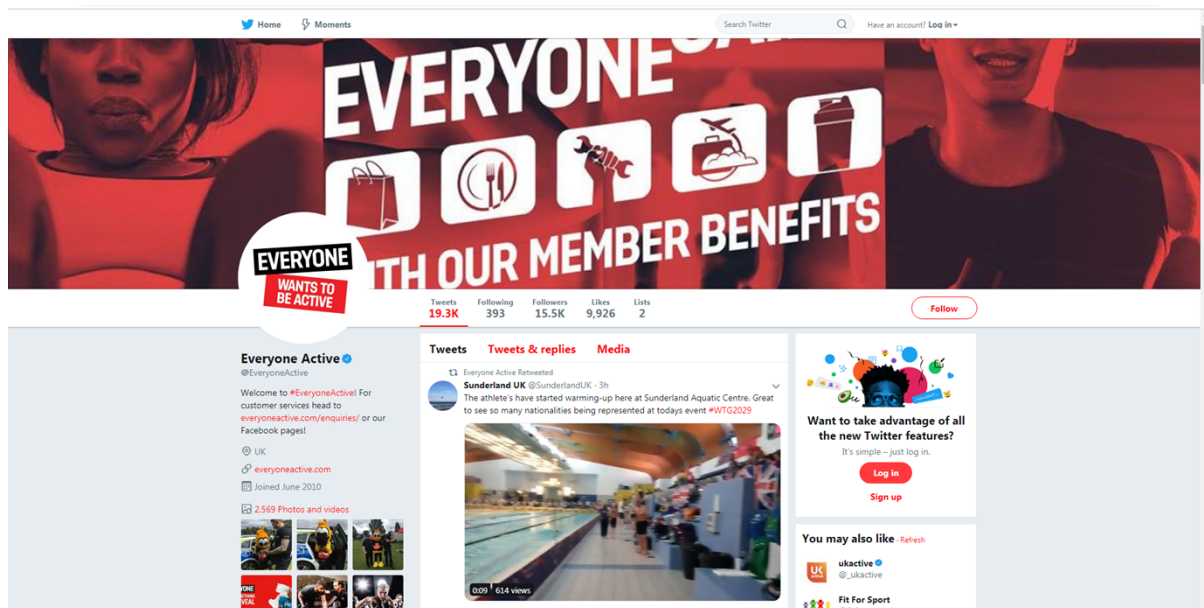 Home
Moments
Search Twitter
Have an account? Log in
EVERYONE
WITH OUR MEMBER BENEFITS
EVERYONE
WANTS TO
BE ACTIVE
Tweets Following Followers Likes Lists
19.3K 393 15.5K 9,926 2
Follow
Everyone Active
@EveryoneActive
Welcome to #EveryoneActive! For
customer services head to
everyoneactive.com/enquiries/ or our
Facebook pages!
UK
everyoneactive.com
Joined June 2010
2,569 Photos and videos
Tweets Tweets & replies Media
Everyone Active Retweeted
Sunderland UK @SunderlandUK · 3h
The athlete's have started warming-up here at Sunderland Aquatic Centre. Great
to see so many nationalities being represented at todays event #WTG2029
0:09 614 views
Want to take advantage of all
the new Twitter features?
It's simple – just log in.
Log in
Sign up
You may also like · Refresh
ukactive
@_ukactive
Fit For Sport